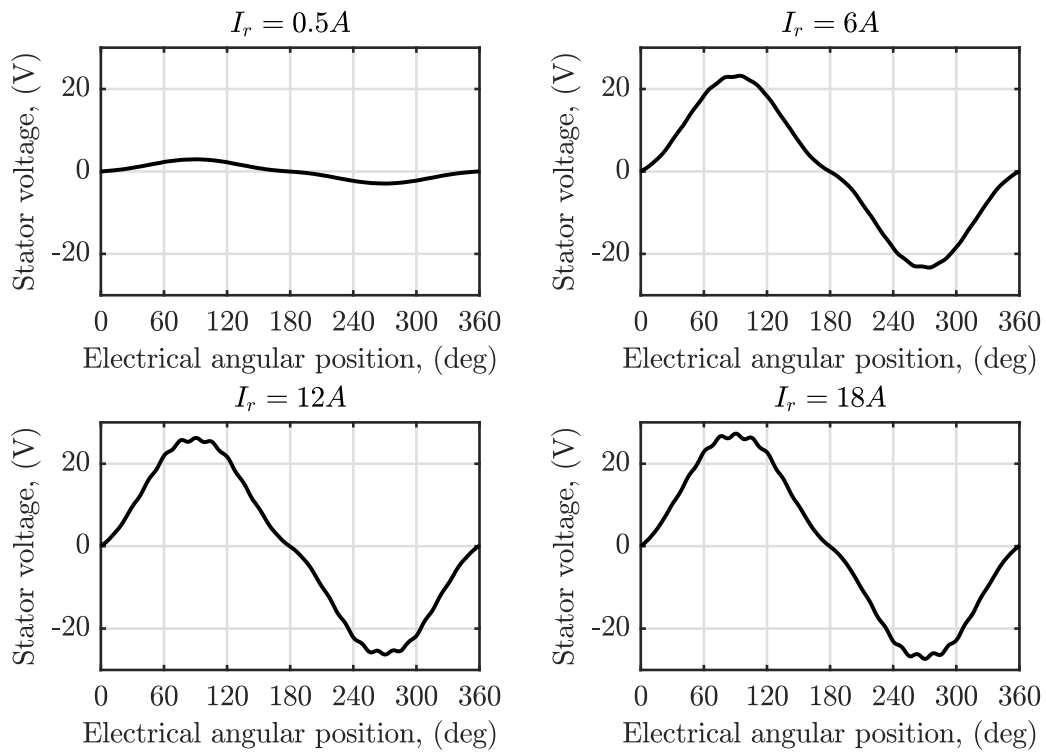 I_r = 0.5A
Stator voltage, (V)
20
0
-20
0 60 120 180 240 300 360
Electrical angular position, (deg)
I_r = 6A
Stator voltage, (V)
20
0
-20
0 60 120 180 240 300 360
Electrical angular position, (deg)
I_r = 12A
Stator voltage, (V)
20
0
-20
0 60 120 180 240 300 360
Electrical angular position, (deg)
I_r = 18A
Stator voltage, (V)
20
0
-20
0 60 120 180 240 300 360
Electrical angular position, (deg)